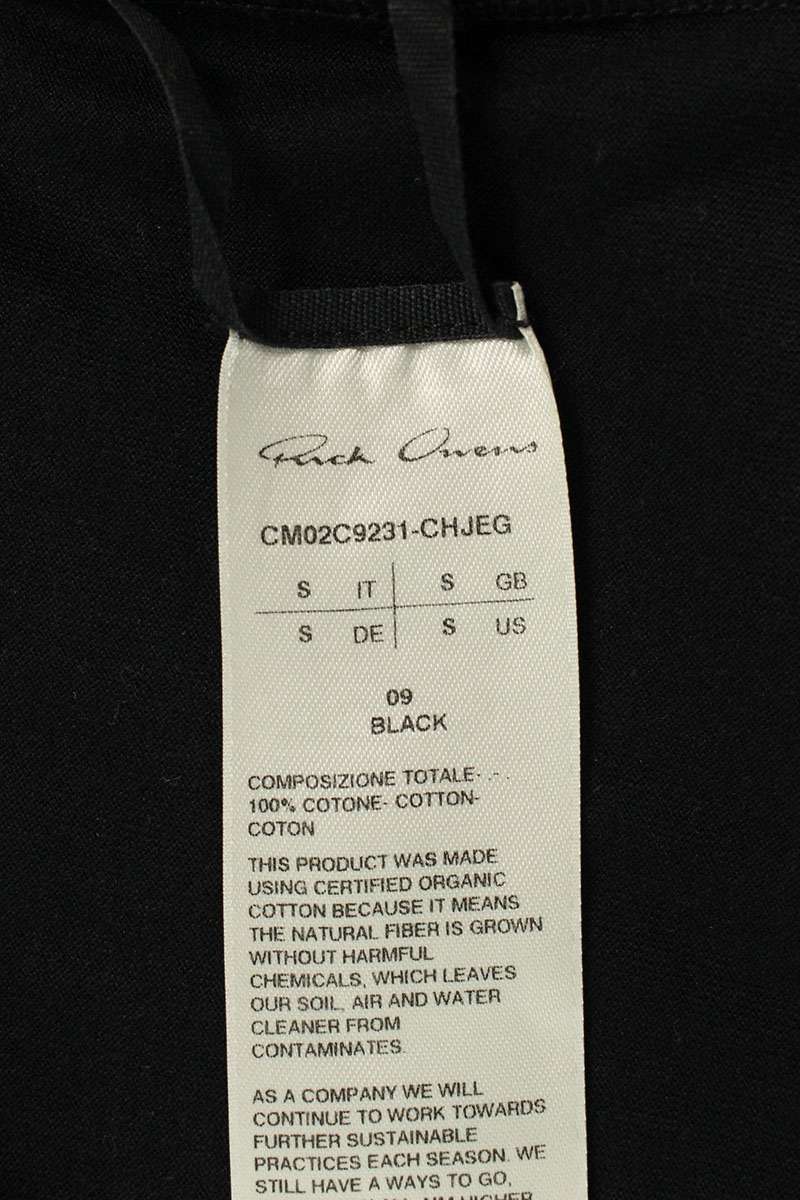 Rick Owens
CM02C9231-CHJEG
S IT S GB
S DE S US
09
BLACK
COMPOSIZIONE TOTALE- -.
100% COTONE- COTTON-
COTON
THIS PRODUCT WAS MADE
USING CERTIFIED ORGANIC
COTTON BECAUSE IT MEANS
THE NATURAL FIBER IS GROWN
WITHOUT HARMFUL
CHEMICALS, WHICH LEAVES
OUR SOIL, AIR AND WATER
CLEANER FROM
CONTAMINATES.
AS A COMPANY WE WILL
CONTINUE TO WORK TOWARDS
FURTHER SUSTAINABLE
PRACTICES EACH SEASON. WE
STILL HAVE A WAYS TO GO,
HIGHER